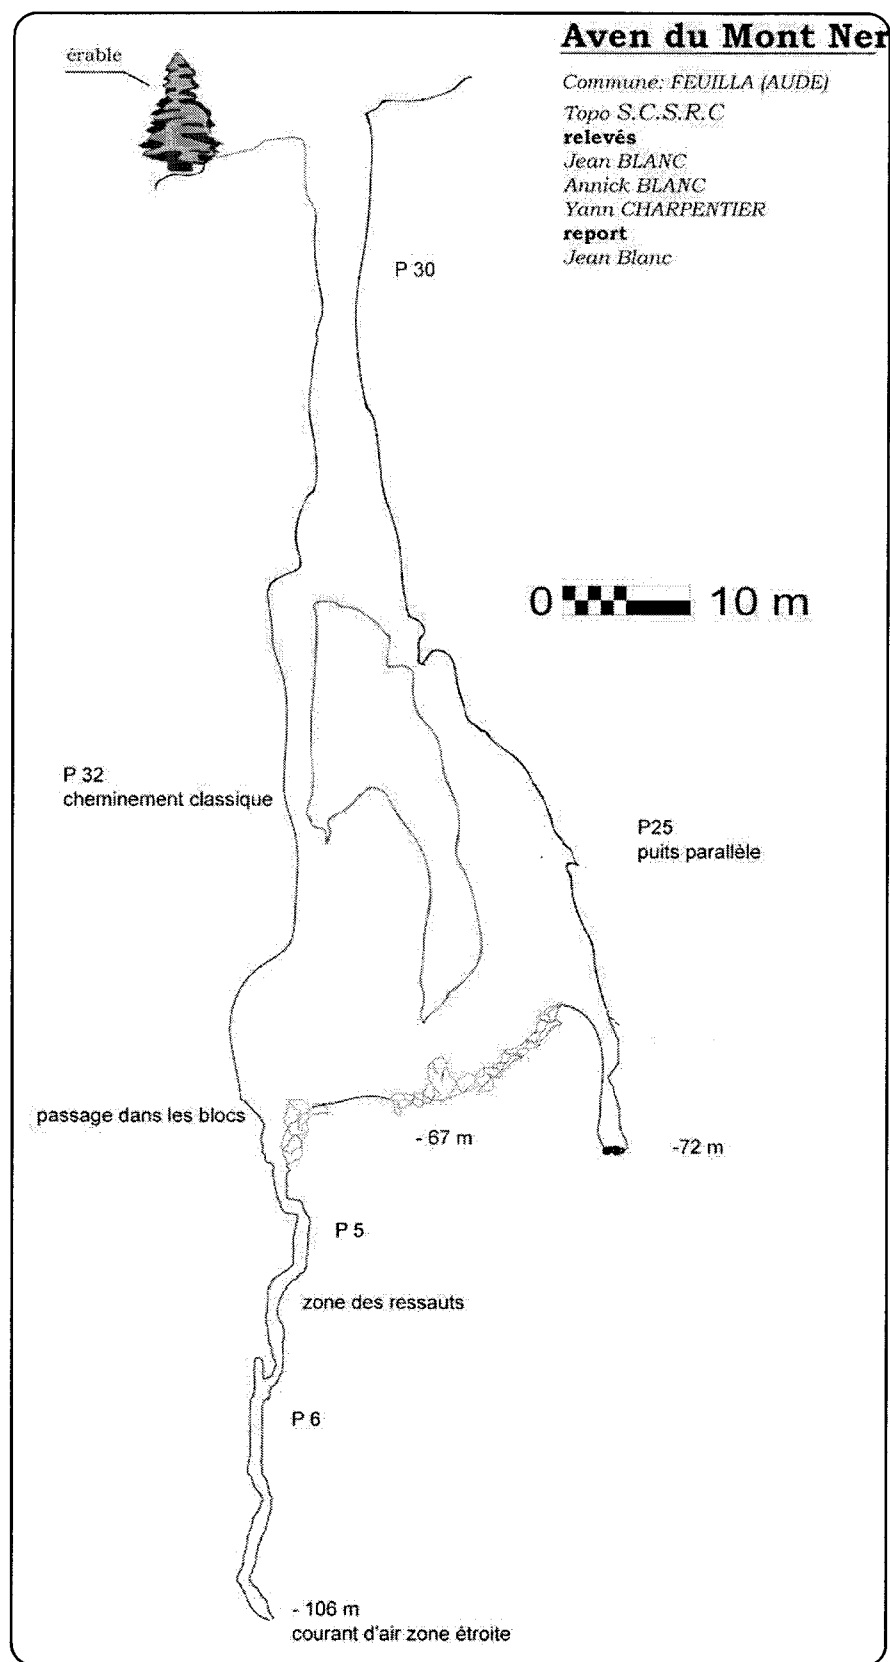 érable
Aven du Mont Ner
Commune: FEUILLA (AUDE)
Topo S.C.S.R.C
relevés
Jean BLANC
Annick BLANC
Yann CHARPENTIER
report
Jean Blanc
P 30
0 10 m
P 32
cheminement classique
P25
puits parallèle
passage dans les blocs
- 67 m
-72 m
P 5
zone des ressauts
P 6
- 106 m
courant d'air zone étroite